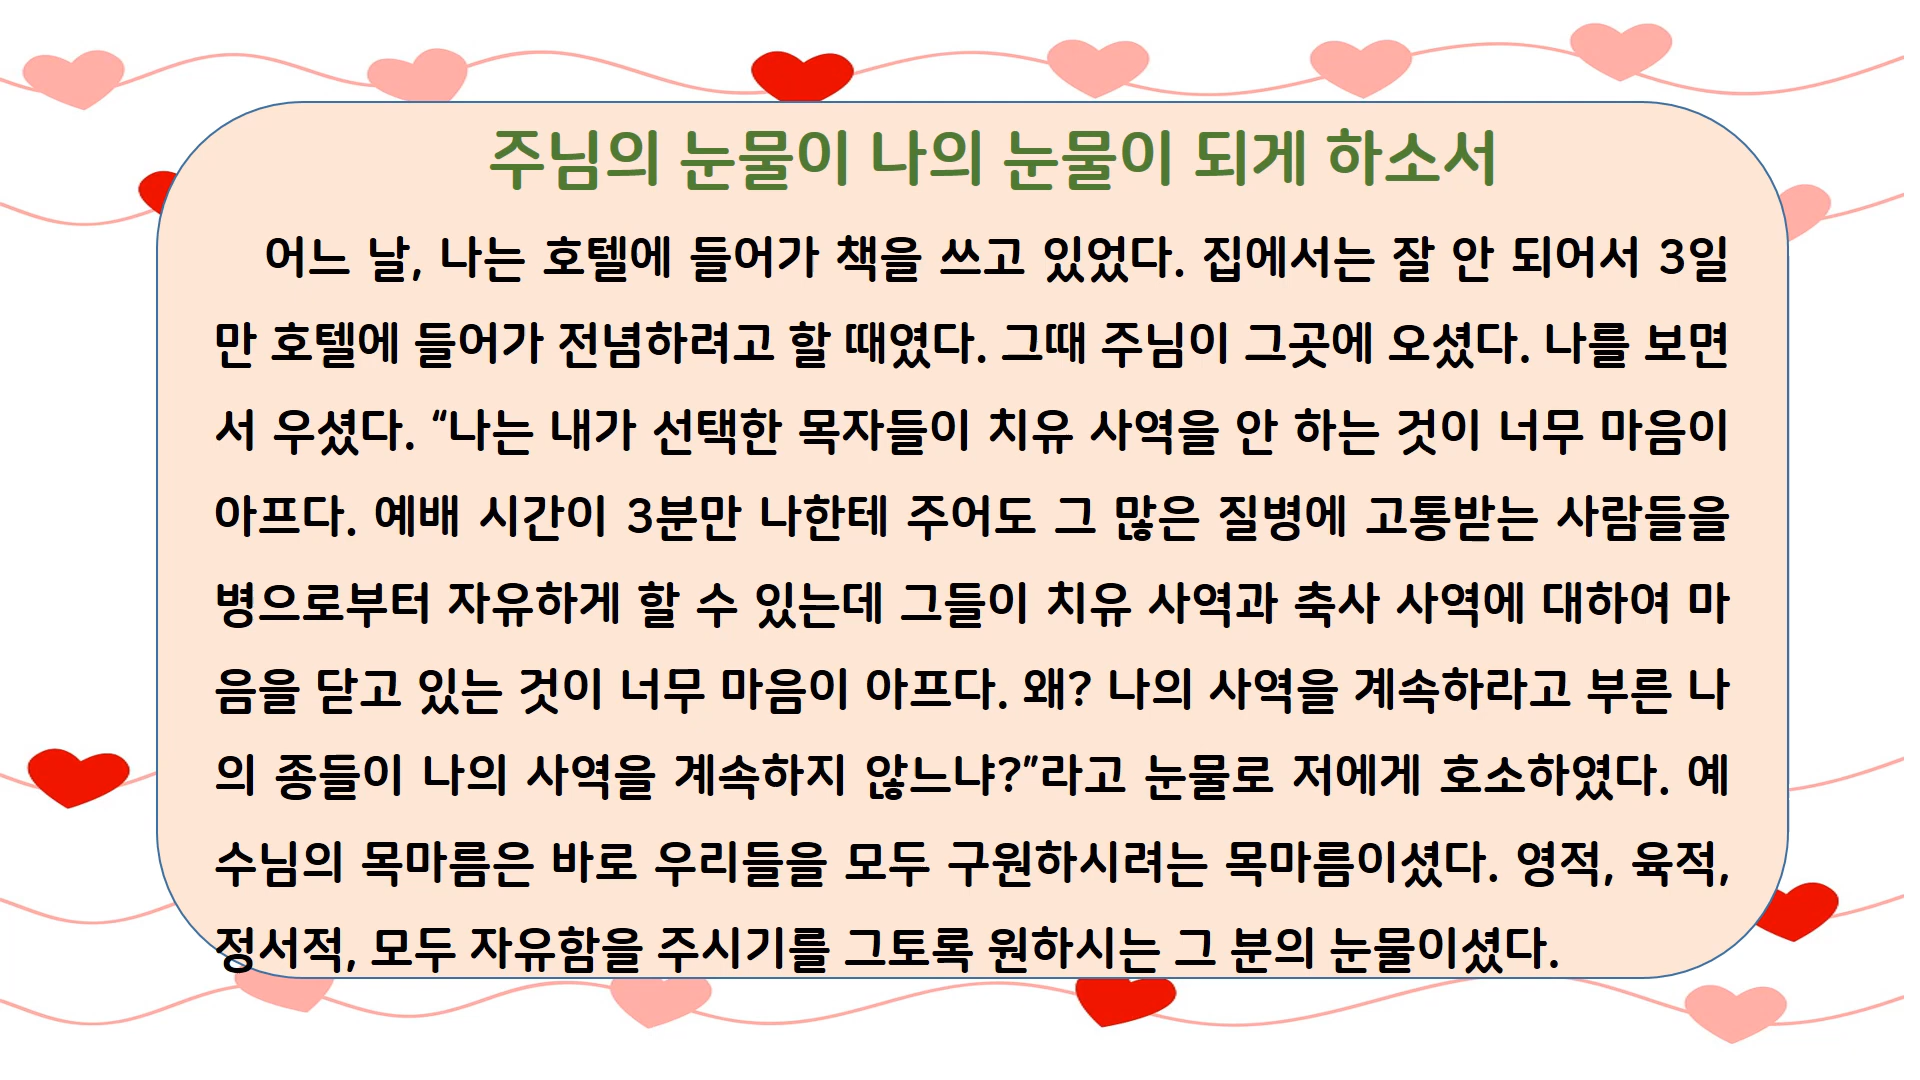 주님의 눈물이 나의 눈물이 되게 하소서
어느 날, 나는 호텔에 들어가 책을 쓰고 있었다. 집에서는 잘 안 되어서 3일
만 호텔에 들어가 전념하려고 할 때였다. 그때 주님이 그곳에 오셨다. 나를 보면
서 우셨다. “나는 내가 선택한 목자들이 치유 사역을 안 하는 것이 너무 마음이
아프다. 예배 시간이 3분만 나한테 주어도 그 많은 질병에 고통받는 사람들을
병으로부터 자유하게 할 수 있는데 그들이 치유 사역과 축사 사역에 대하여 마
음을 닫고 있는 것이 너무 마음이 아프다. 왜? 나의 사역을 계속하라고 부른 나
의 종들이 나의 사역을 계속하지 않느냐?”라고 눈물로 저에게 호소하였다. 예
수님의 목마름은 바로 우리들을 모두 구원하시려는 목마름이셨다. 영적, 육적,
정서적, 모두 자유함을 주시기를 그토록 원하시는 그 분의 눈물이셨다.